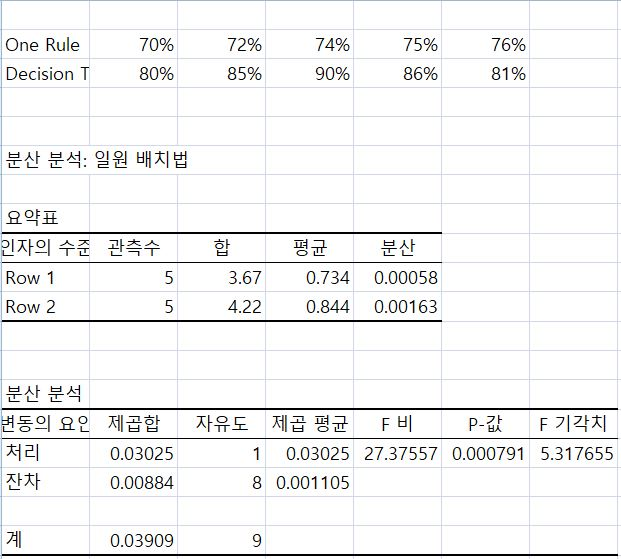 One Rule 70% 72% 74% 75% 76%
Decision T 80% 85% 90% 86% 81%
분산 분석: 일원 배치법
요약표
인자의 수준 관측수 합 평균 분산
Row 1 5 3.67 0.734 0.00058
Row 2 5 4.22 0.844 0.00163
분산 분석
변동의 요인 제곱합 자유도 제곱 평균 F 비 P-값 F 기각치
처리 0.03025 1 0.03025 27.37557 0.000791 5.317655
잔차 0.00884 8 0.001105
계 0.03909 9